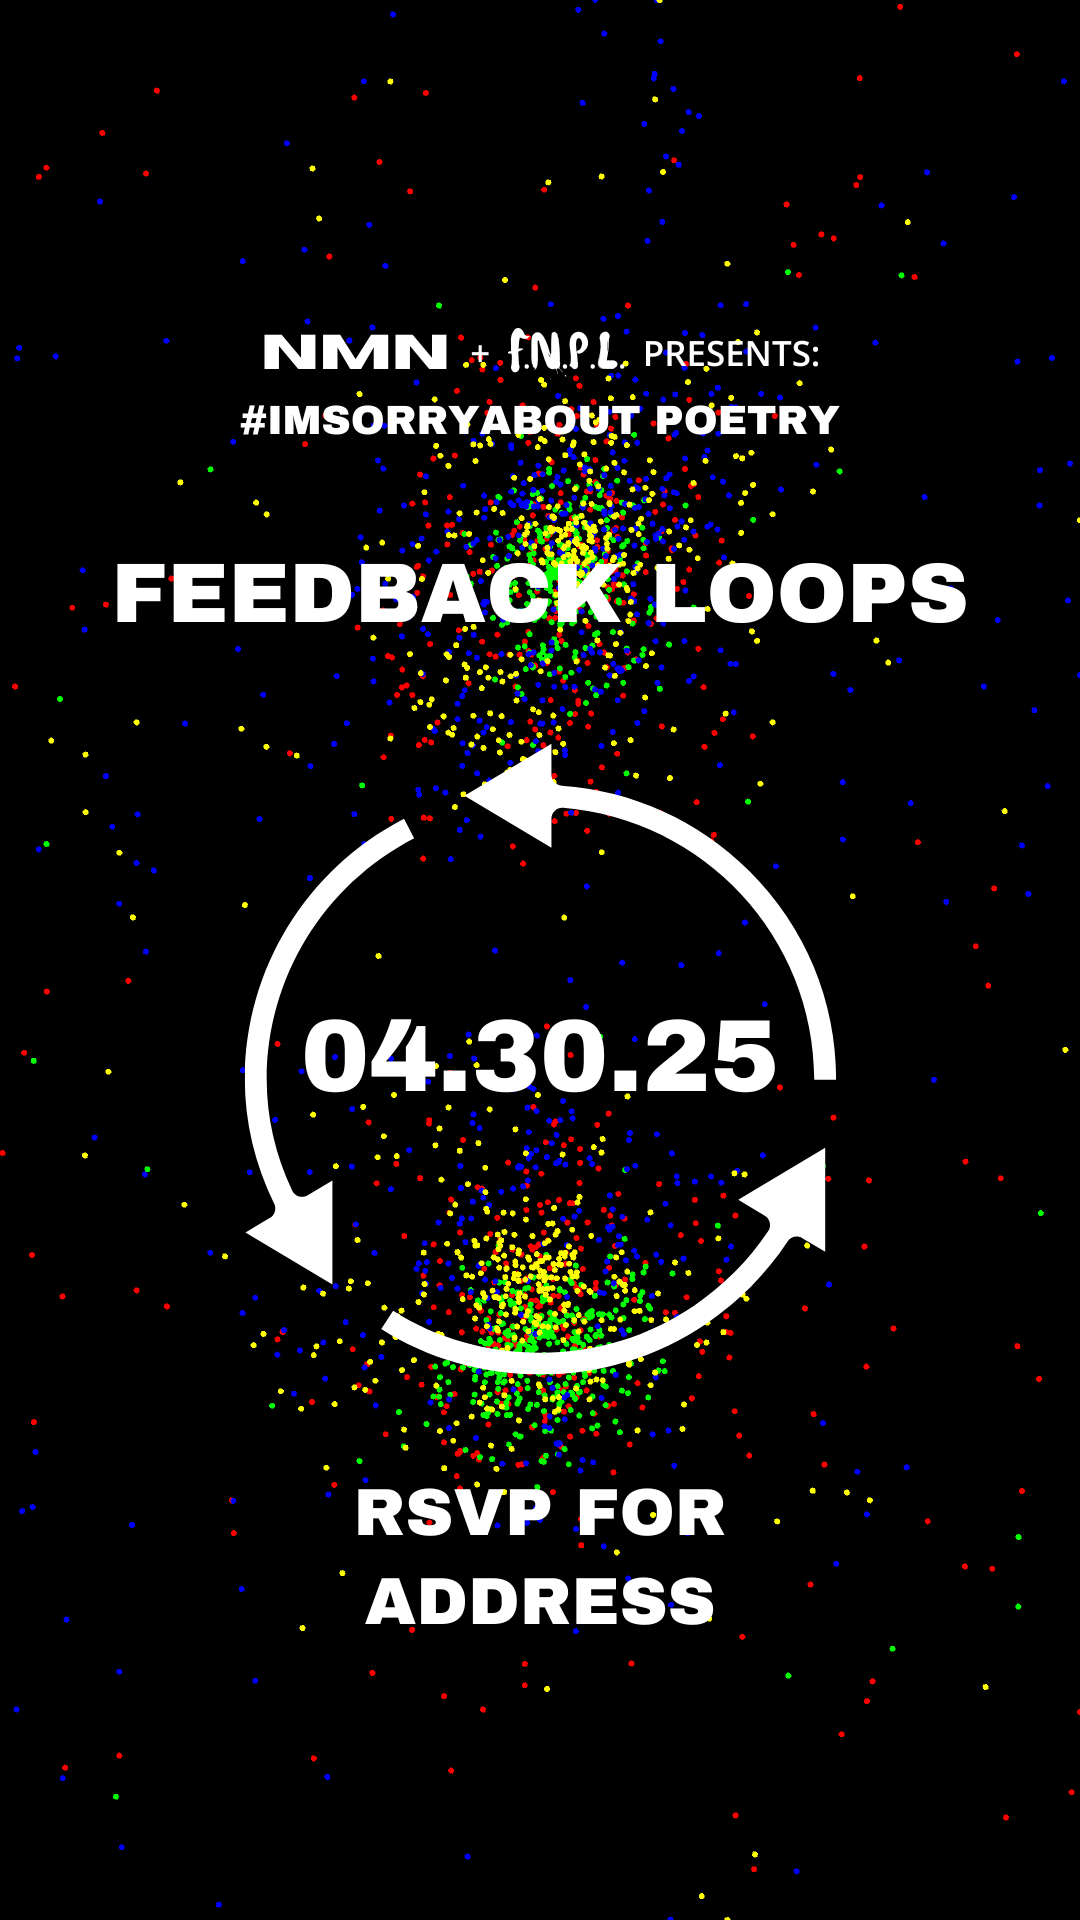 NMN + f.N.P.L. PRESENTS:
#IMSORRYABOUT POETRY
FEEDBACK LOOPS
04.30.25
RSVP FOR
ADDRESS